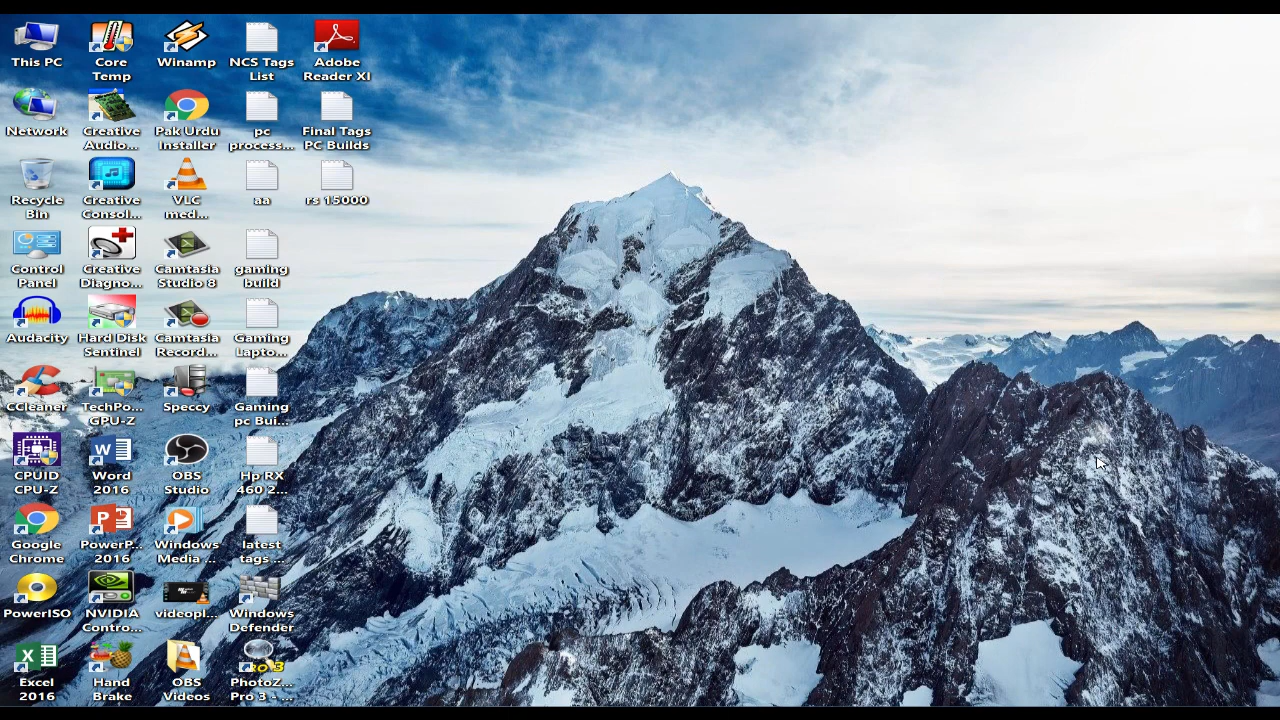 This PC
Core
Temp
Winamp
NCS Tags
List
Adobe
Reader XI
Network
Creative
Audio...
Pak Urdu
Installer
pc
process...
Final Tags
PC Builds
Recycle
Bin
Creative
Consol...
VLC
med...
aa
rs 15000
Control
Panel
Creative
Diagno...
Camtasia
Studio 8
gaming
build
Audacity
Hard Disk
Sentinel
Camtasia
Record...
Gaming
Lapto...
CCleaner
TechPo...
GPU-Z
Speccy
Gaming
pc Bui...
CPUID
CPU-Z
Word
2016
OBS
Studio
Hp RX
460 2...
Google
Chrome
PowerP...
2016
Windows
Media ...
latest
tags ...
PowerISO
NVIDIA
Contro...
videopl...
Windows
Defender
Excel
2016
Hand
Brake
OBS
Videos
PhotoZ...
Pro 3 - ...